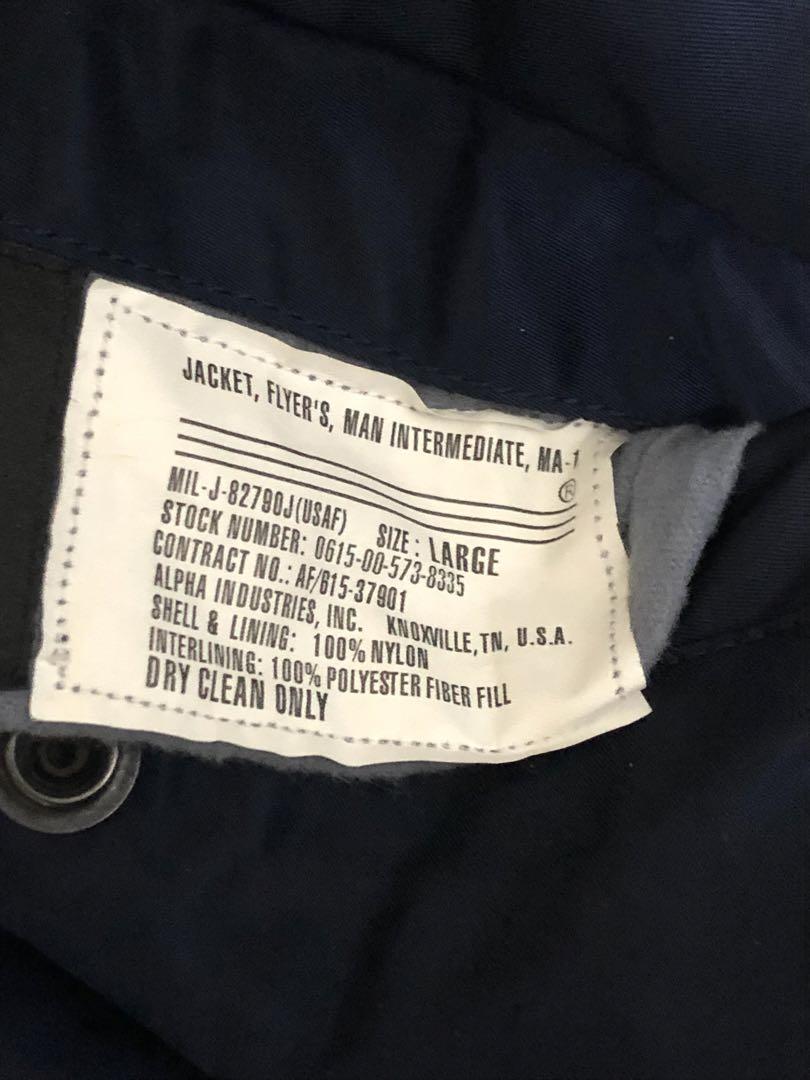 JACKET, FLYER'S, MAN INTERMEDIATE, MA-1
®
MIL-J-82790J(USAF) SIZE: LARGE
STOCK NUMBER: 0615-00-573-8335
CONTRACT NO.: AF/615-37901
ALPHA INDUSTRIES, INC. KNOXVILLE, TN, U.S.A.
SHELL & LINING: 100% NYLON
INTERLINING: 100% POLYESTER FIBER FILL
DRY CLEAN ONLY